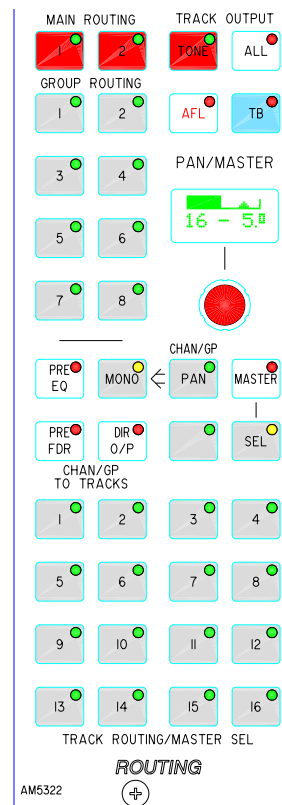 MAIN ROUTING TRACK OUTPUT
1 2 TONE ALL
GROUP ROUTING
1 2 AFL TB
3 4 PAN/MASTER
16 - 5.0
5 6
7 8
CHAN/GP
PRE EQ MONO PAN MASTER
PRE FDR DIR O/P SEL
CHAN/GP
TO TRACKS
1 2 3 4
5 6 7 8
9 10 11 12
13 14 15 16
TRACK ROUTING/MASTER SEL
ROUTING
AM5322